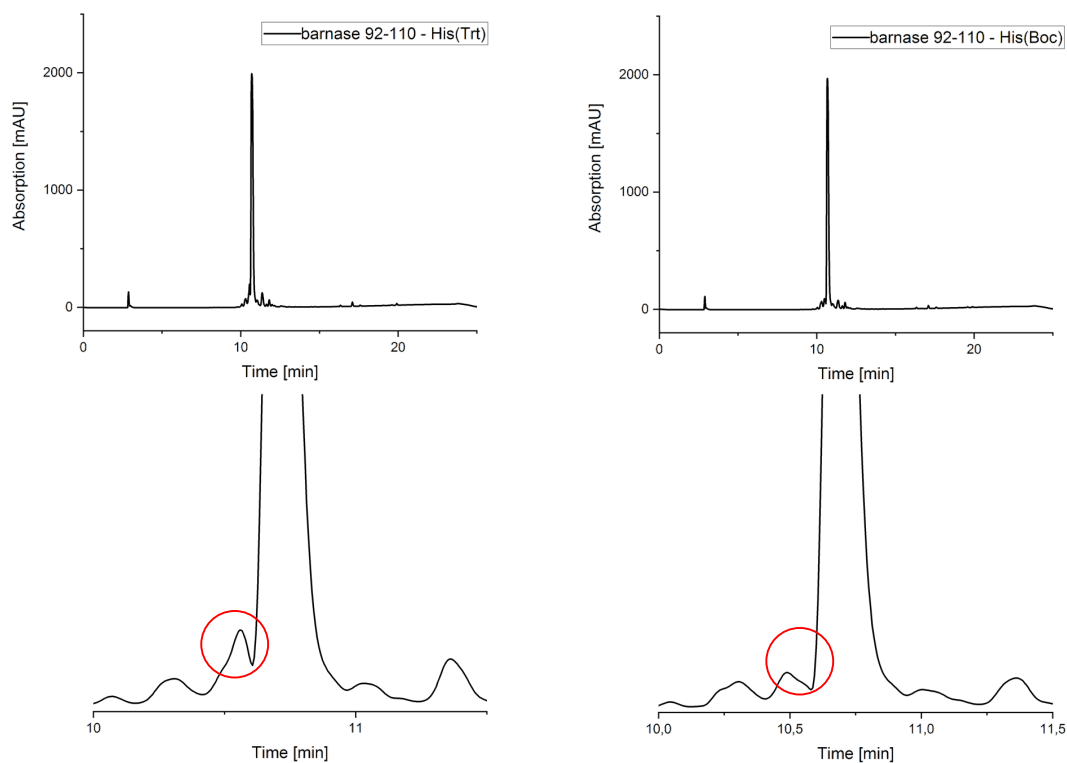 barnase 92-110 - His(Trt)
2000
1000
0
Absorption [mAU]
0
10
20
Time [min]
barnase 92-110 - His(Boc)
2000
1000
0
Absorption [mAU]
0
10
20
Time [min]
10
11
Time [min]
10,0
10,5
11,0
11,5
Time [min]